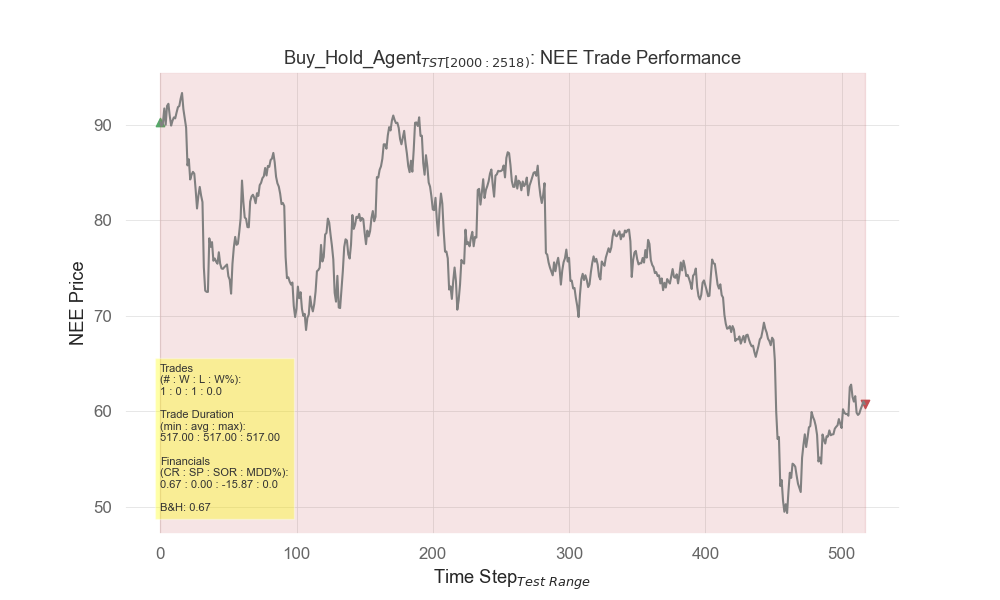 Buy_Hold_Agent_TST[2000:2518): NEE Trade Performance
NEE Price
90
80
70
60
50
Trades
(# : W : L : W%):
1 : 0 : 1 : 0.0
Trade Duration
(min : avg : max):
517.00 : 517.00 : 517.00
Financials
(CR : SP : SOR : MDD%):
0.67 : 0.00 : -15.87 : 0.0
B&H: 0.67
0 100 200 300 400 500
Time Step Test Range